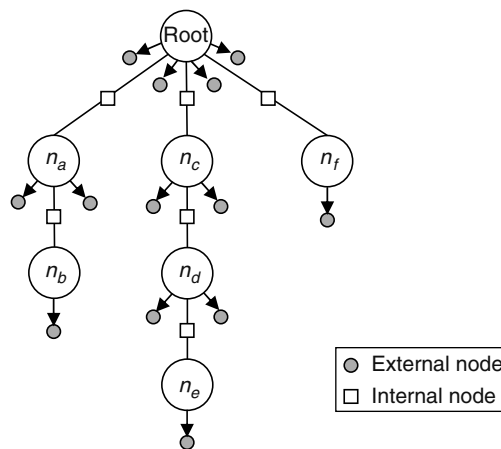 Root
n_a
n_c
n_f
n_b
n_d
n_e
External node
Internal node